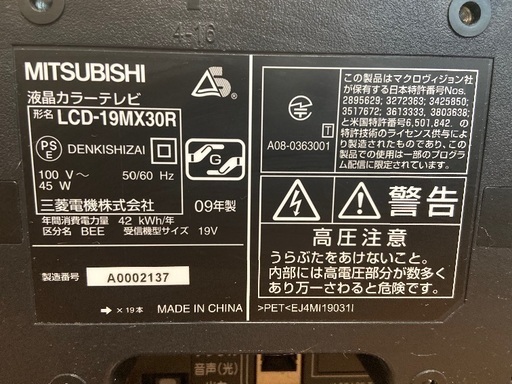 4-16
MITSUBISHI
液晶カラーテレビ
形名 LCD-19MX30R
PS
E
DENKISHIZAI
100 V～ 50/60 Hz
45 W
三菱電機株式会社
09年製
年間消費電力量 42 kWh/年
区分名 BEE 受信機型サイズ 19V
製造番号 A0002137
→ ×19本
MADE IN CHINA
G
T
A08-0363001
この製品はマクロヴィジョン社
が保有する日本特許番号Nos.
2895629; 3272363; 3425850;
3517672; 3613333, 3803638;
と米国特許番号 6,501,842. の
技術のライセンス供与により
製造されたものであり、この製
品での使用は一部のプログラ
ム配信に限定されています。
警告
高圧注意
うらぶたをあけないこと。
内部には高電圧部分が数多く
あり万一さわると危険です。
>PET<EJ4MI19031I
音声(光)